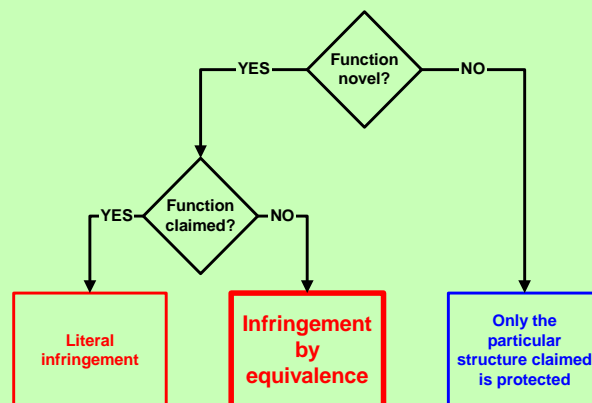 Function
novel?
YES
NO
Function
claimed?
YES
NO
Literal
infringement
Infringement
by
equivalence
Only the
particular
structure claimed
is protected